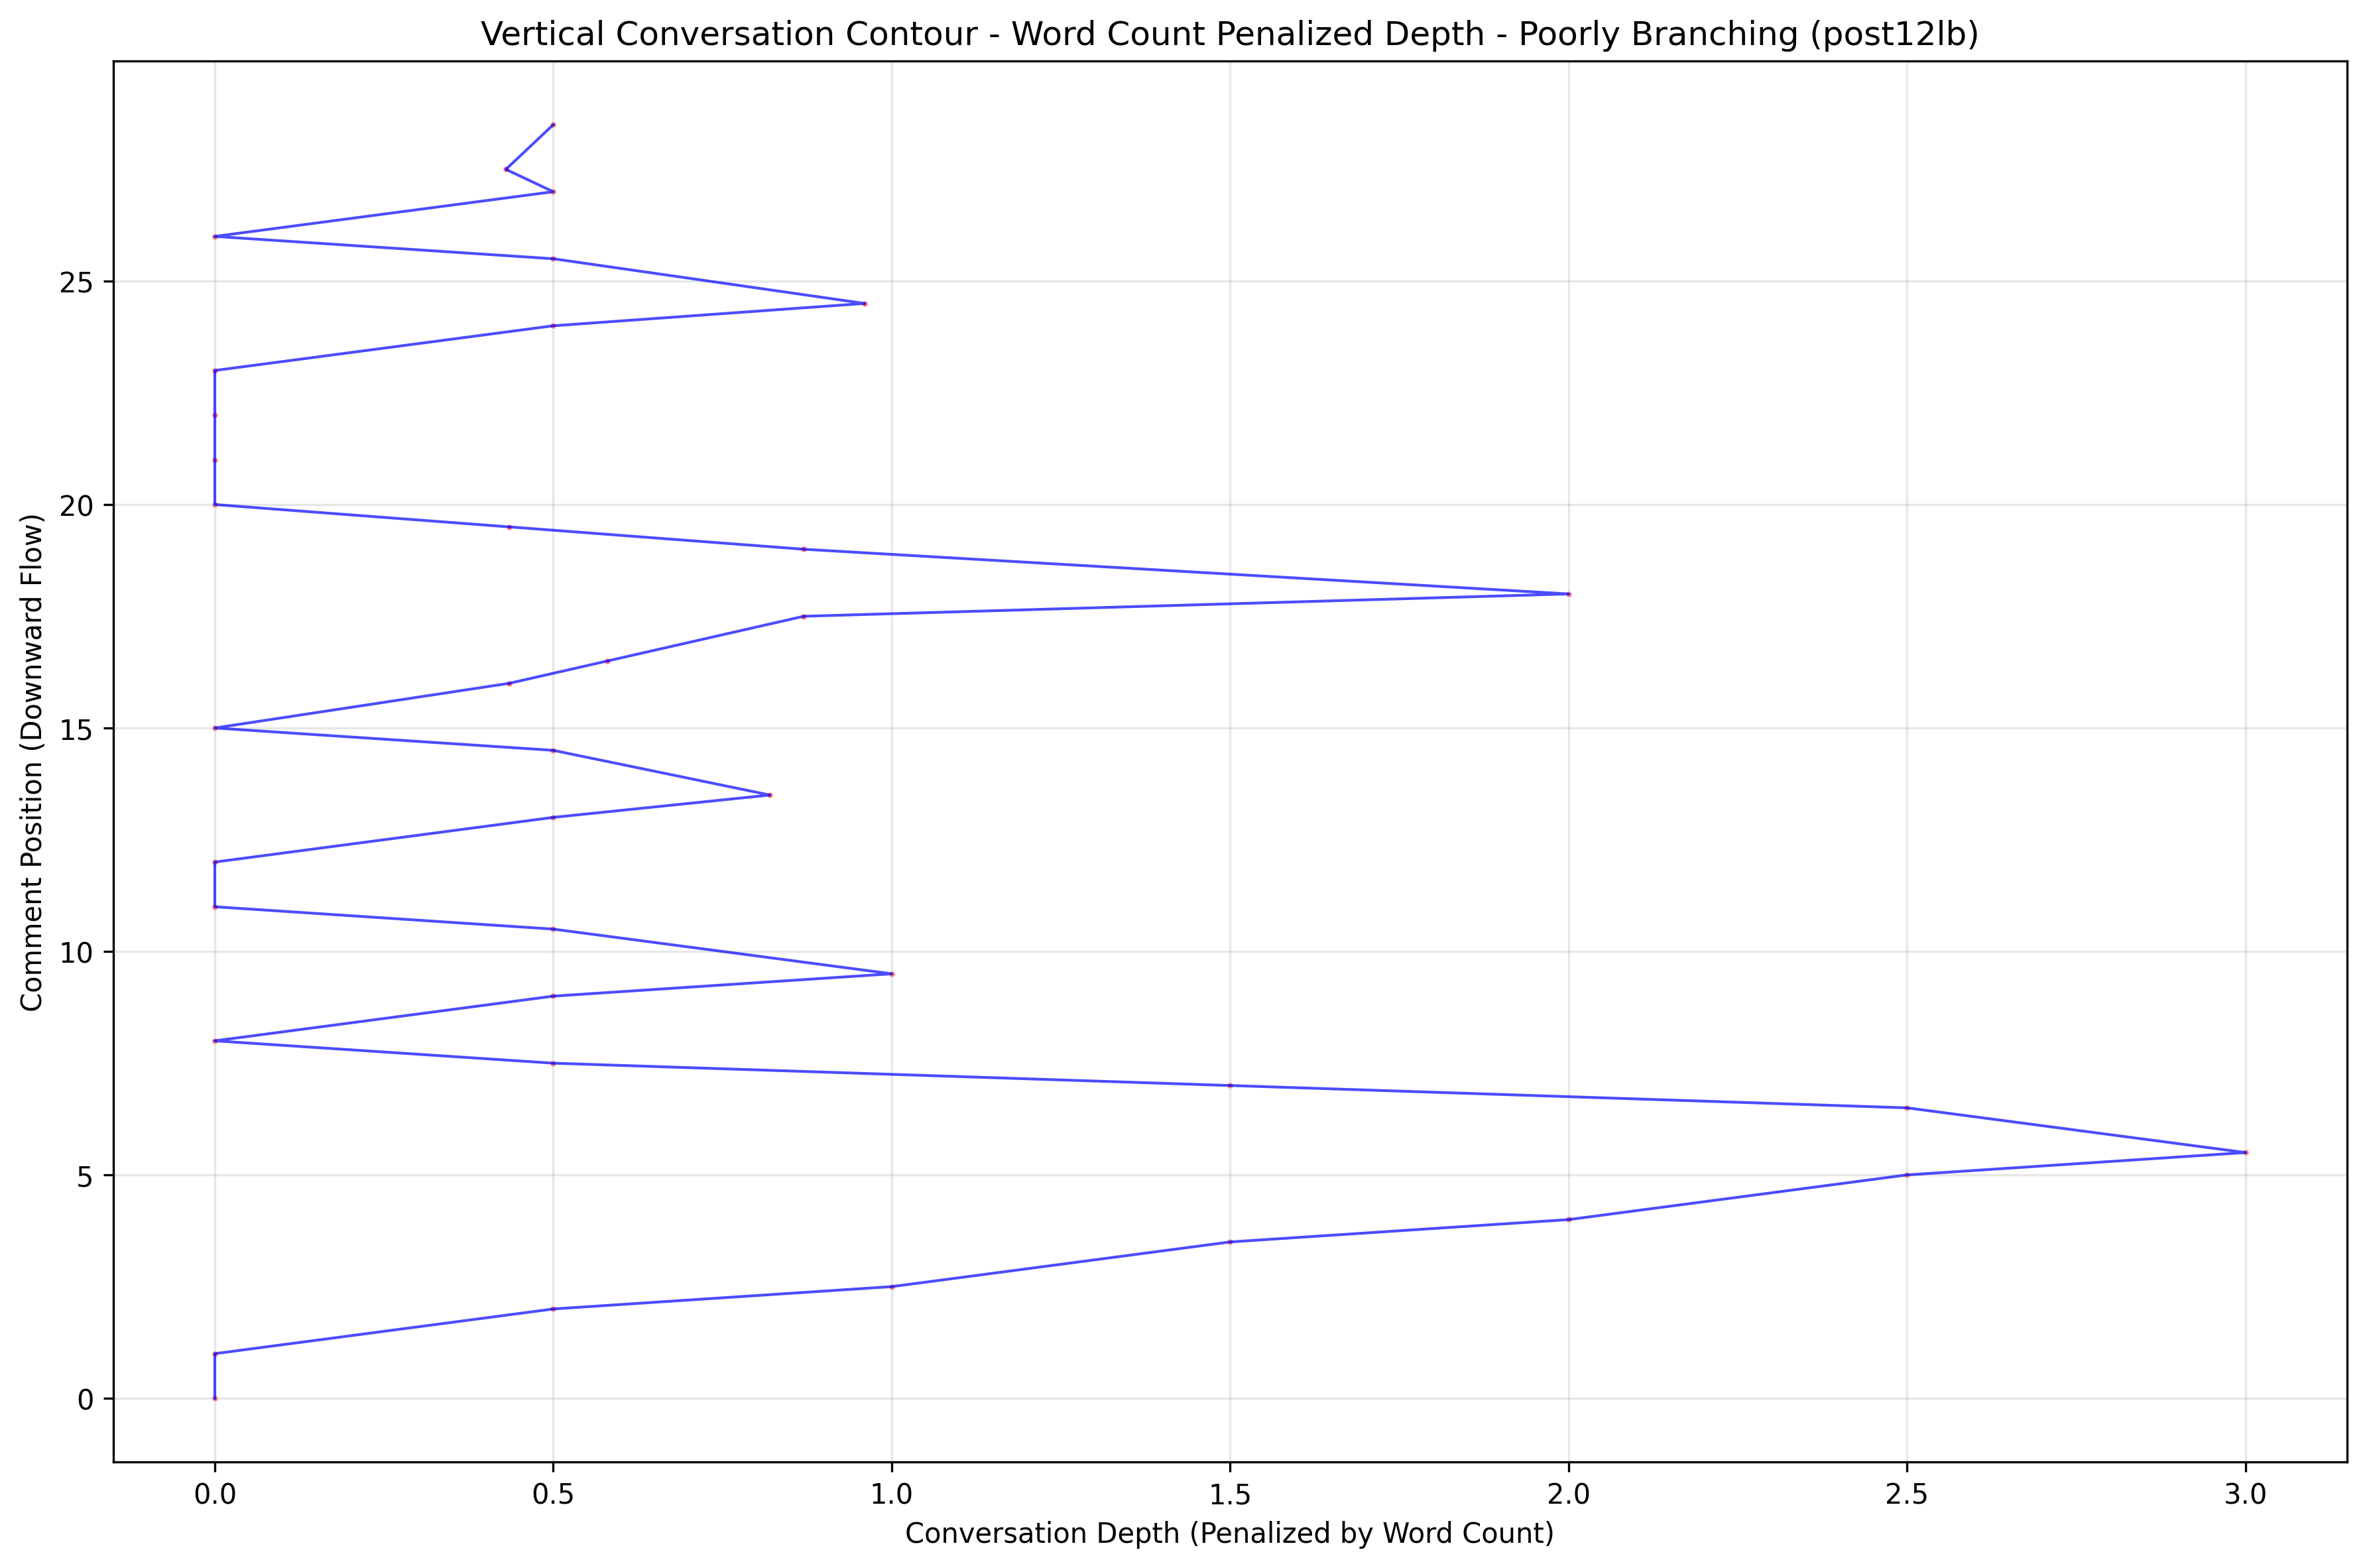 Vertical Conversation Contour - Word Count Penalized Depth - Poorly Branching (post12lb)
Comment Position (Downward Flow)
25
20
15
10
5
0
0.0 0.5 1.0 1.5 2.0 2.5 3.0
Conversation Depth (Penalized by Word Count)